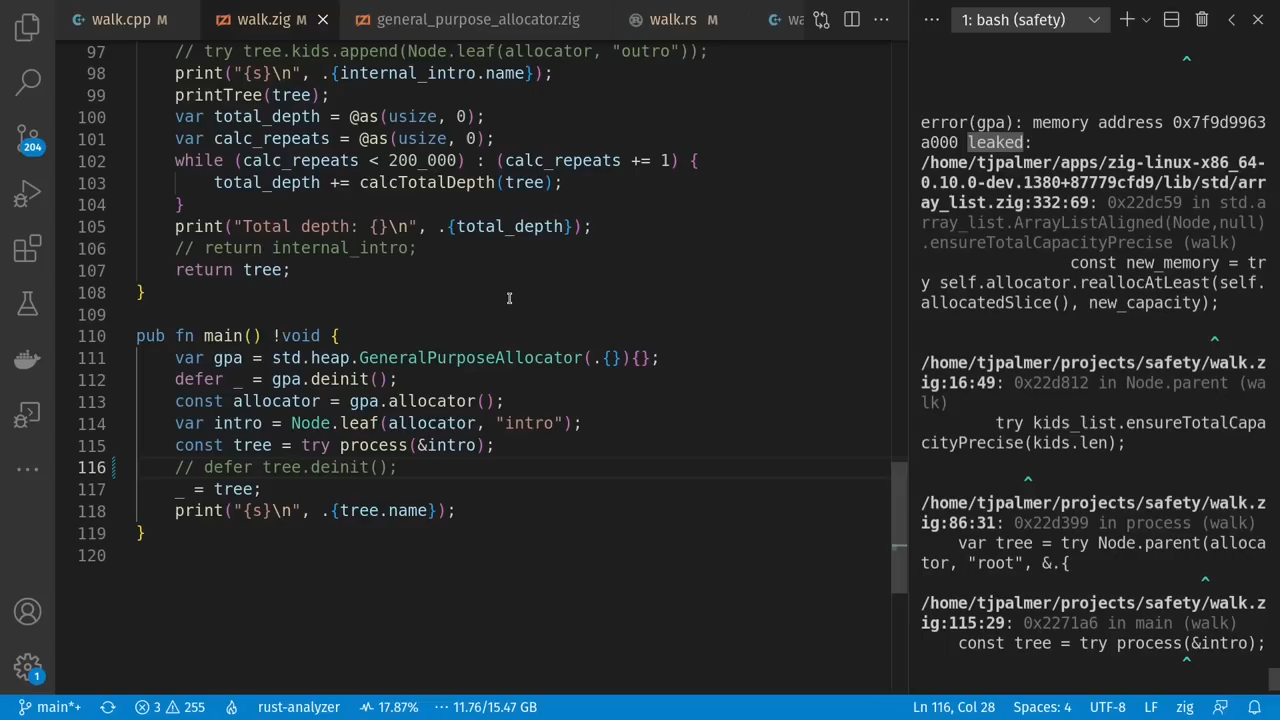 walk.cpp
walk.zig
general_purpose_allocator.zig
walk.rs
wa
1: bash (safety)
97 // try tree.kids.append(Node.leaf(allocator, "outro"));
98 print("{s}\n", .{internal_intro.name});
99 printTree(tree);
100 var total_depth = @as(usize, 0);
101 var calc_repeats = @as(usize, 0);
102 while (calc_repeats < 200_000) : (calc_repeats += 1) {
103 total_depth += calcTotalDepth(tree);
104 }
105 print("Total depth: {}\n", .{total_depth});
106 // return internal_intro;
107 return tree;
108 }
109
110 pub fn main() !void {
111 var gpa = std.heap.GeneralPurposeAllocator(.{}){};
112 defer _ = gpa.deinit();
113 const allocator = gpa.allocator();
114 var intro = Node.leaf(allocator, "intro");
115 const tree = try process(&intro);
116 // defer tree.deinit();
117 _ = tree;
118 print("{s}\n", .{tree.name});
119 }
120
^
error(gpa): memory address 0x7f9d9963
a000 leaked:
/home/tjpalmer/apps/zig-linux-x86_64-
0.10.0-dev.1380+87779cfd9/lib/std/arr
ay_list.zig:332:69: 0x22dc59 in std.a
rray_list.ArrayListAligned(Node,null)
.ensureTotalCapacityPrecise (walk)
const new_memory = tr
y self.allocator.reallocAtLeast(self.
allocatedSlice(), new_capacity);
^
/home/tjpalmer/projects/safety/walk.z
ig:16:49: 0x22d812 in Node.parent (wa
lk)
try kids_list.ensureTotalCapa
cityPrecise(kids.len);
^
/home/tjpalmer/projects/safety/walk.z
ig:86:31: 0x22d399 in process (walk)
var tree = try Node.parent(alloca
tor, "root", &.{
^
/home/tjpalmer/projects/safety/walk.z
ig:115:29: 0x2271a6 in main (walk)
const tree = try process(&intro);
^
204
1
main*+
3
255
rust-analyzer
17.87%
11.76/15.47 GB
Ln 116, Col 28
Spaces: 4
UTF-8
LF
zig